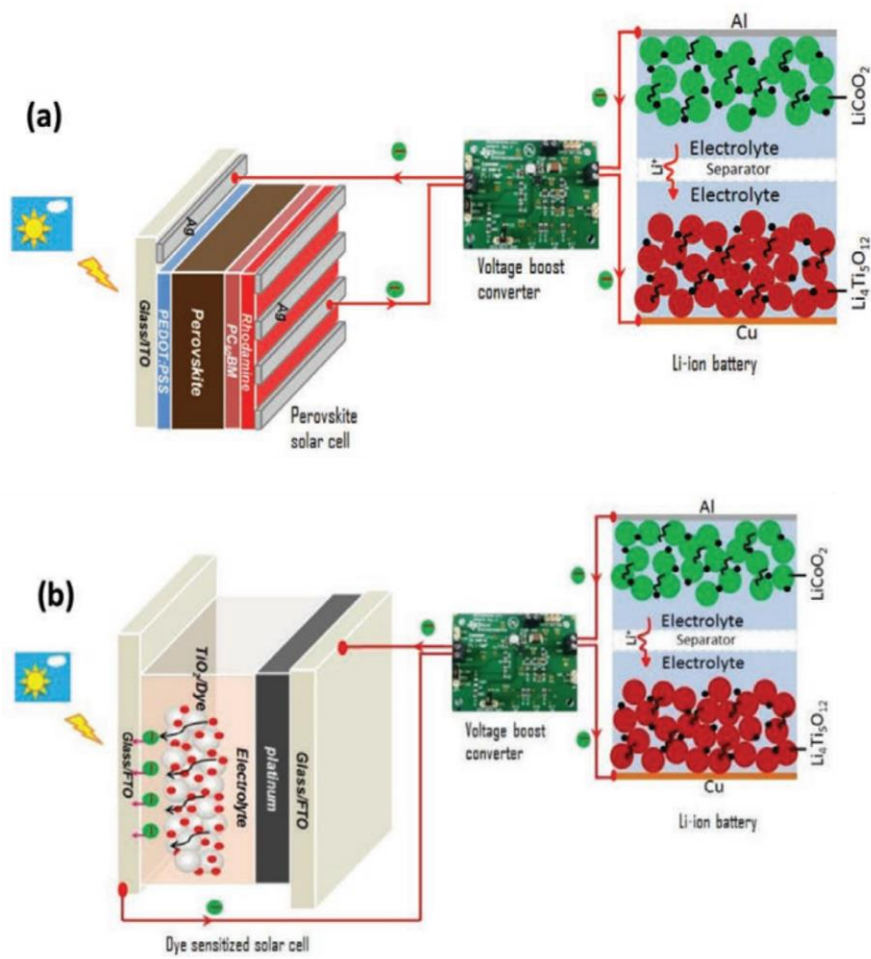 (a)
Al
LiCoO2
Electrolyte
Li+
Separator
Electrolyte
Li4Ti5O12
Cu
Li-ion battery
Voltage boost
converter
Ag
Glass/ITO
PEDOT-PSS
Perovskite
PC60BM
Rhodamine
Ag
Perovskite
solar cell
(b)
Al
LiCoO2
Electrolyte
Li+
Separator
Electrolyte
Li4Ti5O12
Cu
Li-ion battery
Voltage boost
converter
TiO2/Dye
Glass/FTO
Electrolyte
platinum
Glass/FTO
Dye sensitized solar cell